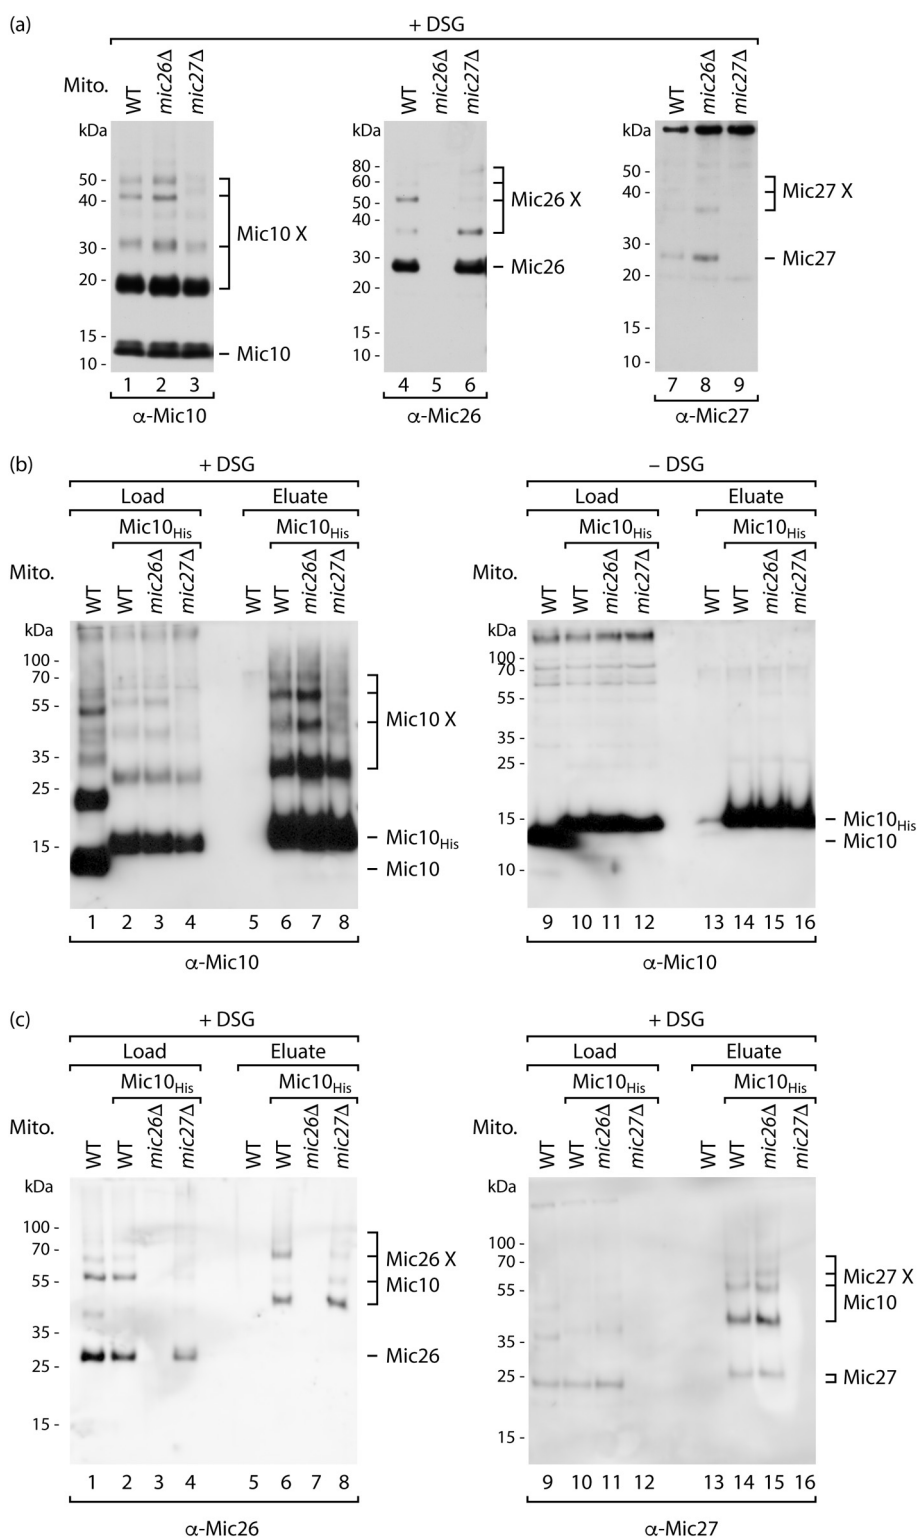 (a)
+ DSG
Mito. WT mic26Δ mic27Δ WT mic26Δ mic27Δ WT mic26Δ mic27Δ
kDa
50 -
40 -
30 -
20 -
15 -
10 -
Mic10 X
Mic10
1 2 3
α-Mic10
kDa
80 -
60 -
50 -
40 -
30 -
20 -
15 -
10 -
Mic26 X
Mic26
4 5 6
α-Mic26
kDa
50 -
40 -
30 -
20 -
15 -
10 -
Mic27 X
Mic27
7 8 9
α-Mic27
(b)
+ DSG
Load Eluate
Mic10His Mic10His
Mito. WT WT mic26Δ mic27Δ WT WT mic26Δ mic27Δ
kDa
100 -
70 -
55 -
35 -
25 -
15 -
Mic10 X
Mic10His
Mic10
1 2 3 4 5 6 7 8
α-Mic10
– DSG
Load Eluate
Mic10His Mic10His
Mito. WT WT mic26Δ mic27Δ WT WT mic26Δ mic27Δ
kDa
100 -
70 -
55 -
35 -
25 -
15 -
10 -
Mic10His
Mic10
9 10 11 12 13 14 15 16
α-Mic10
(c)
+ DSG
Load Eluate
Mic10His Mic10His
Mito. WT WT mic26Δ mic27Δ WT WT mic26Δ mic27Δ
kDa
100 -
70 -
55 -
35 -
25 -
15 -
Mic26 X
Mic10
Mic26
1 2 3 4 5 6 7 8
α-Mic26
+ DSG
Load Eluate
Mic10His Mic10His
Mito. WT WT mic26Δ mic27Δ WT WT mic26Δ mic27Δ
kDa
100 -
70 -
55 -
35 -
25 -
15 -
Mic27 X
Mic10
Mic27
9 10 11 12 13 14 15 16
α-Mic27